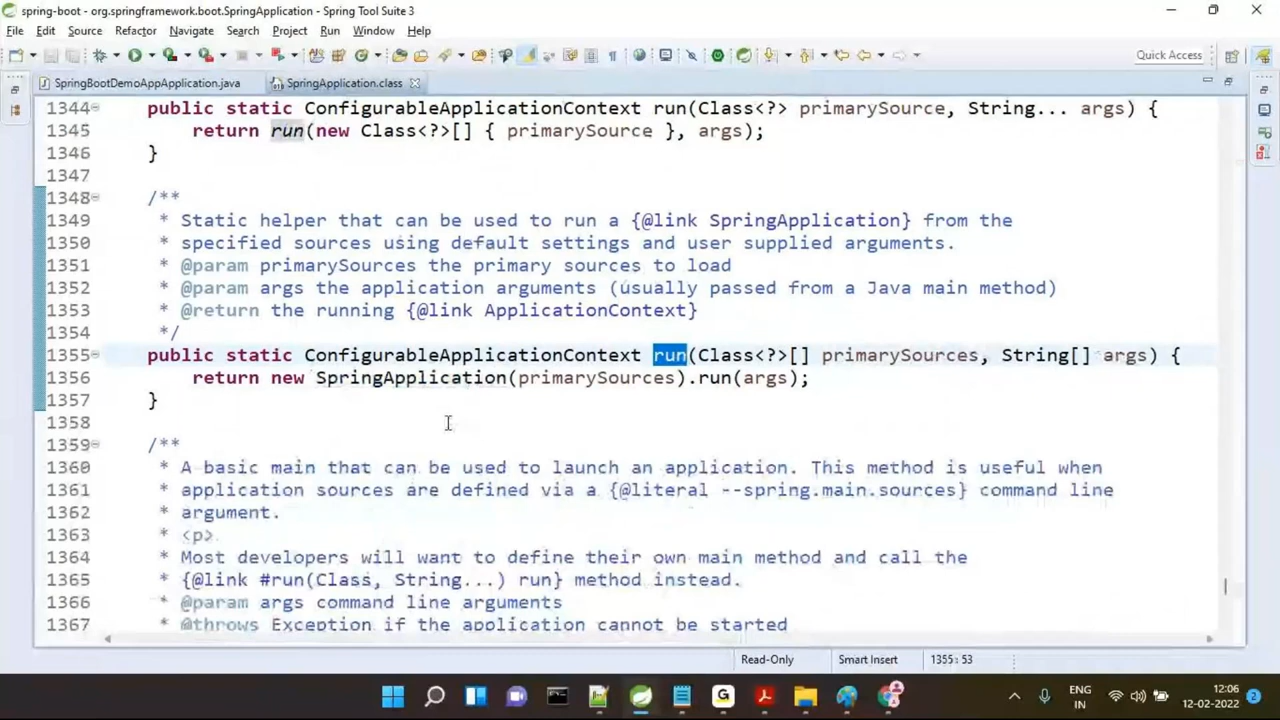 spring-boot - org.springframework.boot.SpringApplication - Spring Tool Suite 3
File Edit Source Refactor Navigate Search Project Run Window Help
Quick Access
SpringBootDemoAppApplication.java SpringApplication.class
1344 public static ConfigurableApplicationContext run(Class<?> primarySource, String... args) {
1345 return run(new Class<?>[] { primarySource }, args);
1346 }
1347
1348 /**
1349 * Static helper that can be used to run a {@link SpringApplication} from the
1350 * specified sources using default settings and user supplied arguments.
1351 * @param primarySources the primary sources to load
1352 * @param args the application arguments (usually passed from a Java main method)
1353 * @return the running {@link ApplicationContext}
1354 */
1355 public static ConfigurableApplicationContext run(Class<?>[] primarySources, String[] args) {
1356 return new SpringApplication(primarySources).run(args);
1357 }
1358
1359 /**
1360 * A basic main that can be used to launch an application. This method is useful when
1361 * application sources are defined via a {@literal --spring.main.sources} command line
1362 * argument.
1363 * <p>
1364 * Most developers will want to define their own main method and call the
1365 * {@link #run(Class, String...) run} method instead.
1366 * @param args command line arguments
1367 * @throws Exception if the application cannot be started
Read-Only Smart Insert 1355 : 53
ENG 12:06
IN 12-02-2022 2